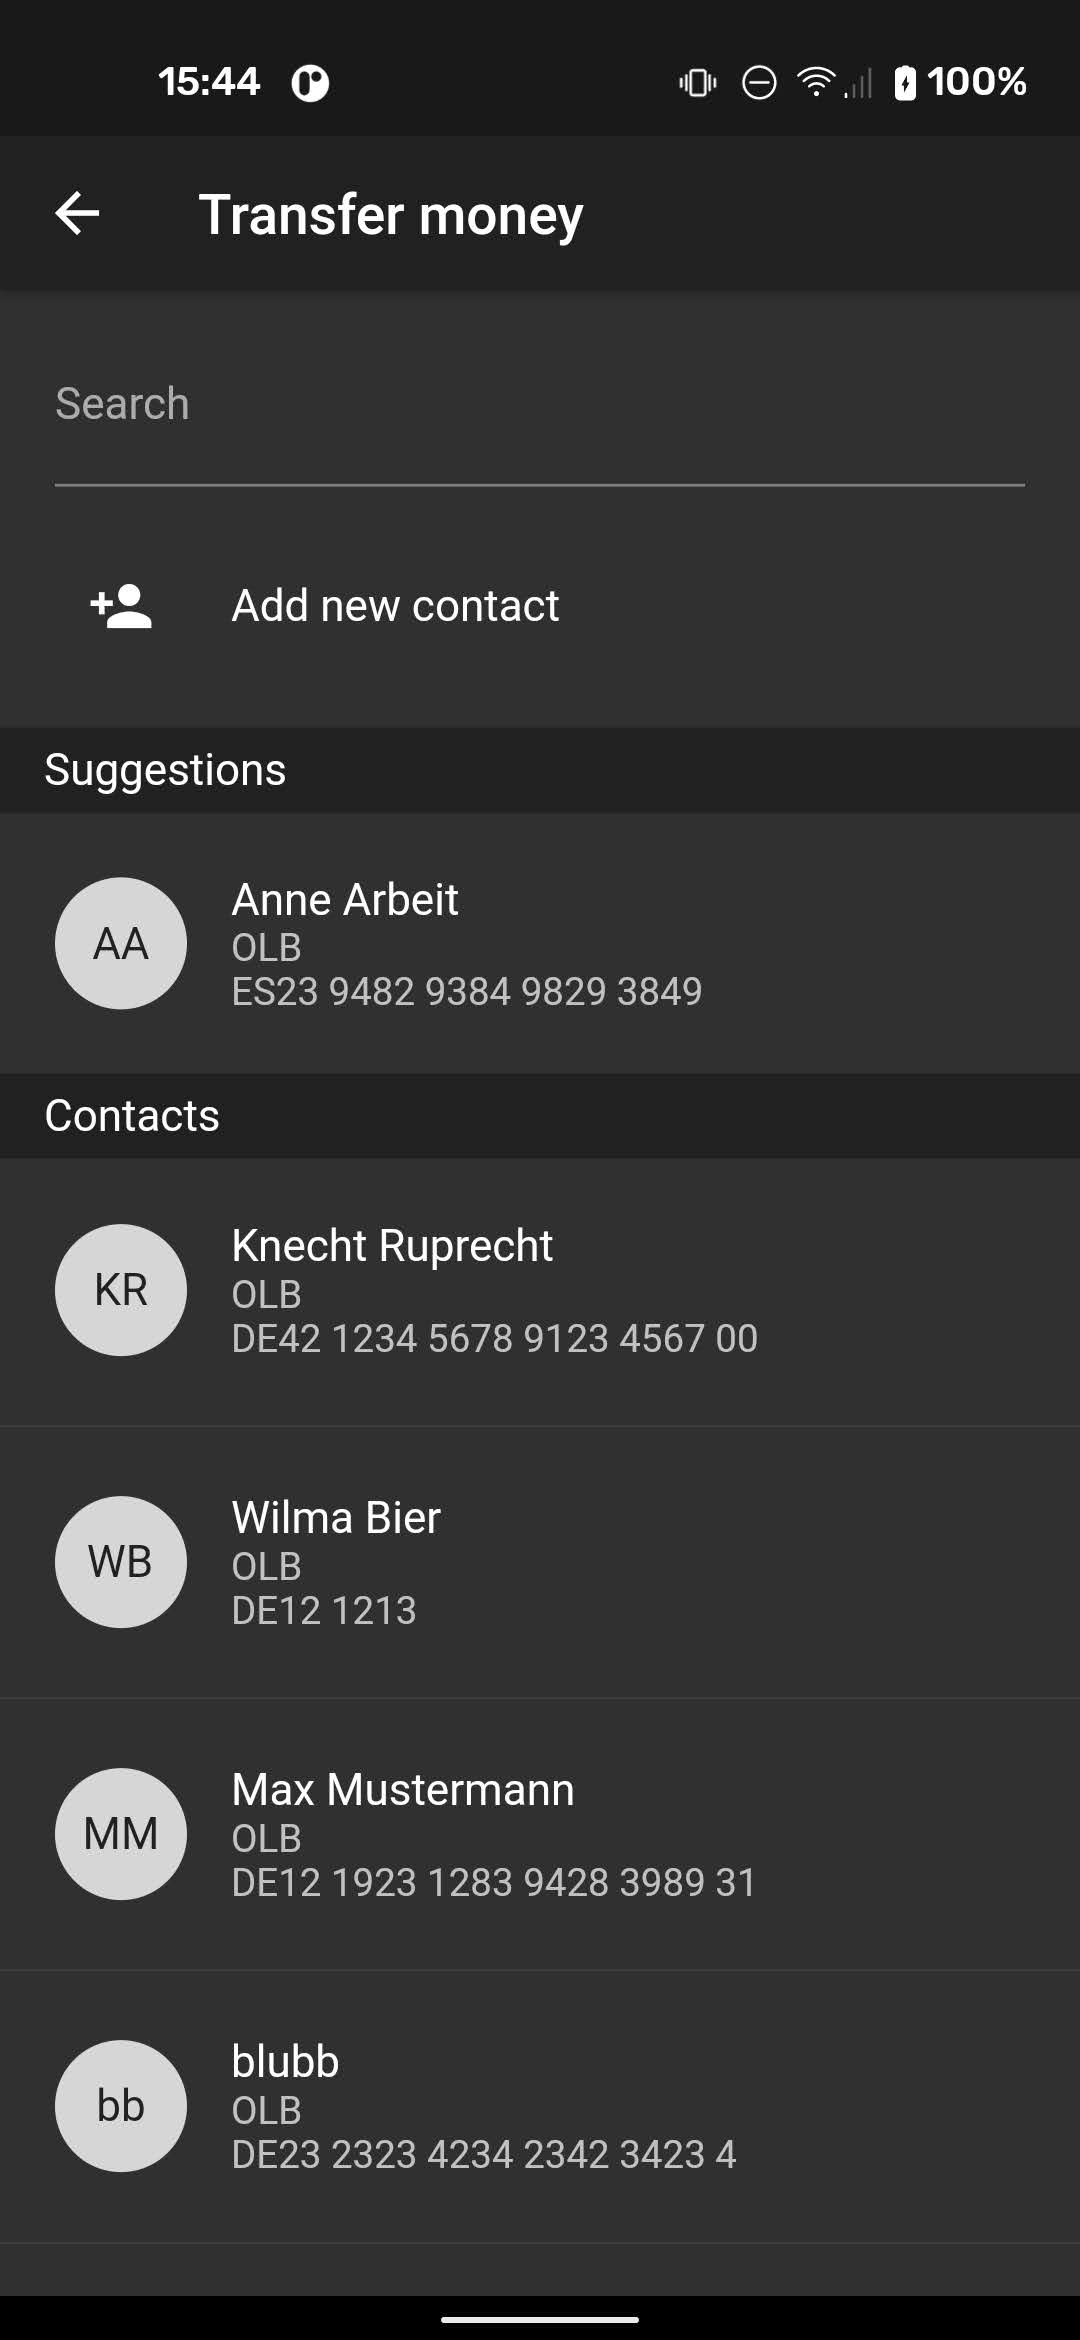 15:44
100%
Transfer money
Search
Add new contact
Suggestions
AA
Anne Arbeit
OLB
ES23 9482 9384 9829 3849
Contacts
KR
Knecht Ruprecht
OLB
DE42 1234 5678 9123 4567 00
WB
Wilma Bier
OLB
DE12 1213
MM
Max Mustermann
OLB
DE12 1923 1283 9428 3989 31
bb
blubb
OLB
DE23 2323 4234 2342 3423 4